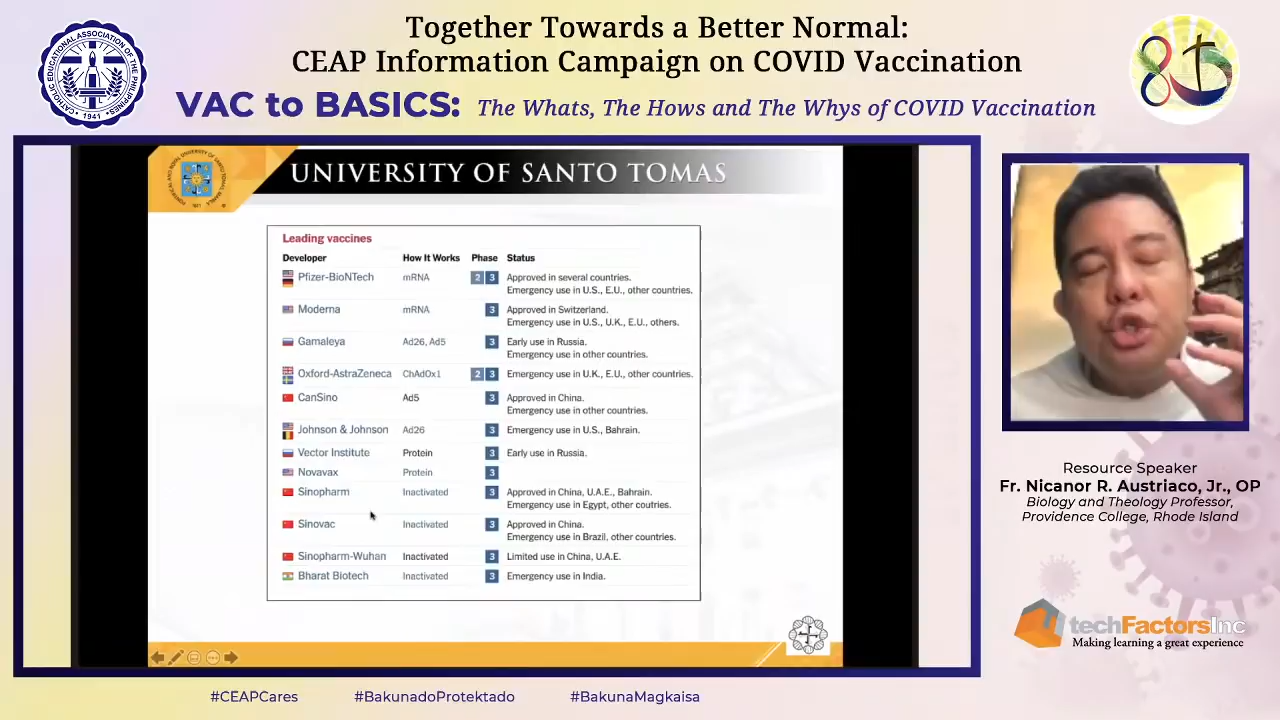 Together Towards a Better Normal:
CEAP Information Campaign on COVID Vaccination
VAC to BASICS: The Whats, The Hows and The Whys of COVID Vaccination
CATHOLIC EDUCATIONAL ASSOCIATION OF THE PHILIPPINES
1941
UNIVERSITY OF SANTO TOMAS
Leading vaccines
Developer How It Works Phase Status
Pfizer-BioNTech mRNA 2 3 Approved in several countries.
Emergency use in U.S., E.U., other countries.
Moderna mRNA 3 Approved in Switzerland.
Emergency use in U.S., U.K., E.U., others.
Gamaleya Ad26, Ad5 3 Early use in Russia.
Emergency use in other countries.
Oxford-AstraZeneca ChAdOx1 2 3 Emergency use in U.K., E.U., other countries.
CanSino Ad5 3 Approved in China.
Emergency use in other countries.
Johnson & Johnson Ad26 3 Emergency use in U.S., Bahrain.
Vector Institute Protein 3 Early use in Russia.
Novavax Protein 3
Sinopharm Inactivated 3 Approved in China, U.A.E., Bahrain.
Emergency use in Egypt, other coutries.
Sinovac Inactivated 3 Approved in China.
Emergency use in Brazil, other countries.
Sinopharm-Wuhan Inactivated 3 Limited use in China, U.A.E.
Bharat Biotech Inactivated 3 Emergency use in India.
Resource Speaker
Fr. Nicanor R. Austriaco, Jr., OP
Biology and Theology Professor,
Providence College, Rhode Island
techFactorsInc
Making learning a great experience
#CEAPCares #BakunadoProtektado #BakunaMagkaisa